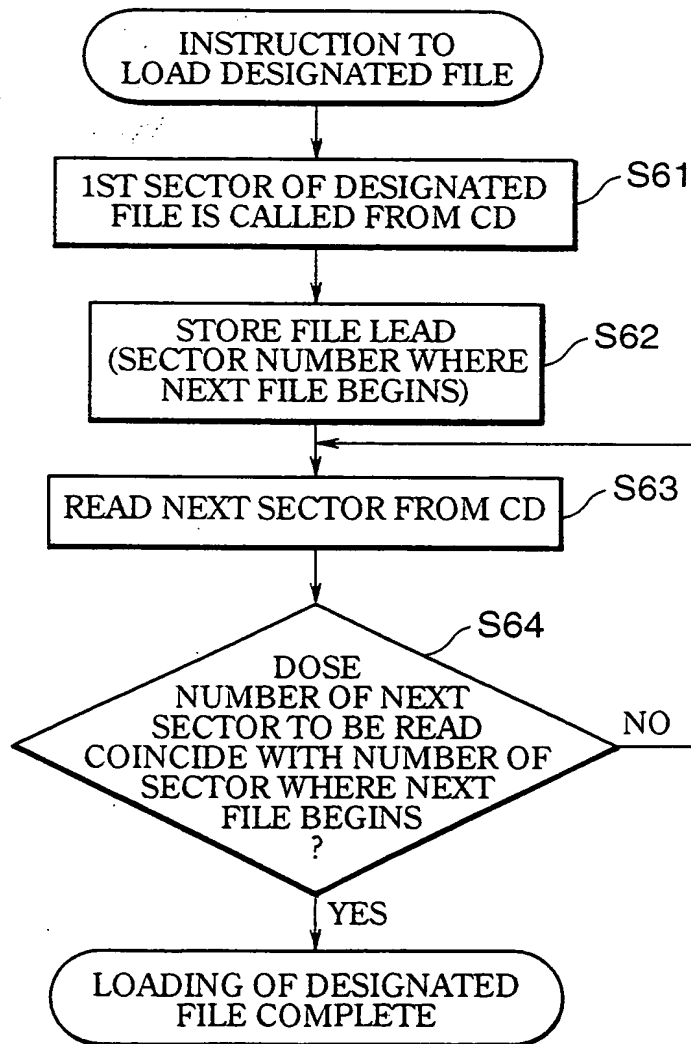 INSTRUCTION TO
LOAD DESIGNATED FILE
1ST SECTOR OF DESIGNATED
FILE IS CALLED FROM CD
S61
STORE FILE LEAD
(SECTOR NUMBER WHERE
NEXT FILE BEGINS)
S62
READ NEXT SECTOR FROM CD
S63
S64
DOSE
NUMBER OF NEXT
SECTOR TO BE READ
COINCIDE WITH NUMBER OF
SECTOR WHERE NEXT
FILE BEGINS
?
NO
YES
LOADING OF DESIGNATED
FILE COMPLETE